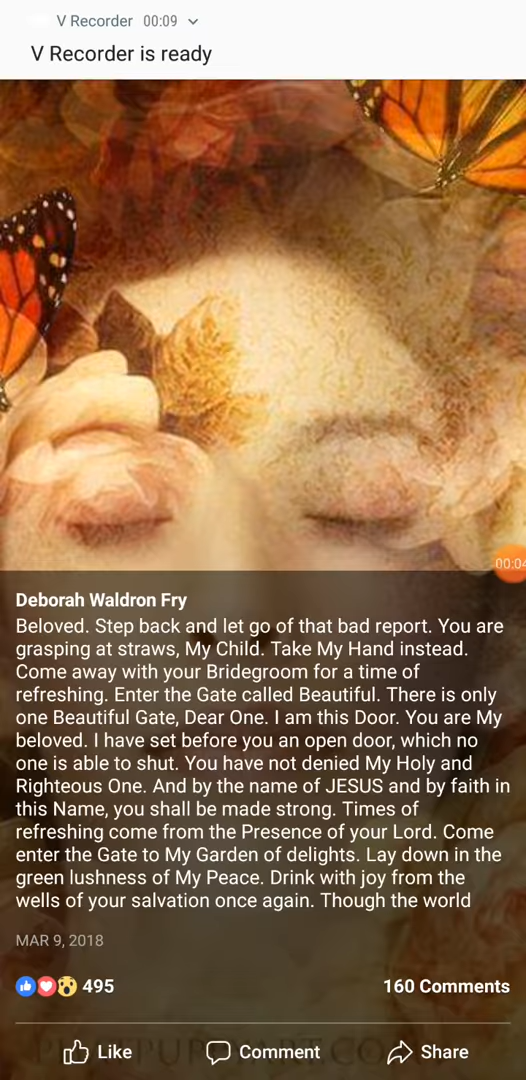 V Recorder 00:09
V Recorder is ready
00:04
Deborah Waldron Fry
Beloved. Step back and let go of that bad report. You are
grasping at straws, My Child. Take My Hand instead.
Come away with your Bridegroom for a time of
refreshing. Enter the Gate called Beautiful. There is only
one Beautiful Gate, Dear One. I am this Door. You are My
beloved. I have set before you an open door, which no
one is able to shut. You have not denied My Holy and
Righteous One. And by the name of JESUS and by faith in
this Name, you shall be made strong. Times of
refreshing come from the Presence of your Lord. Come
enter the Gate to My Garden of delights. Lay down in the
green lushness of My Peace. Drink with joy from the
wells of your salvation once again. Though the world
MAR 9, 2018
495
160 Comments
Like Comment Share